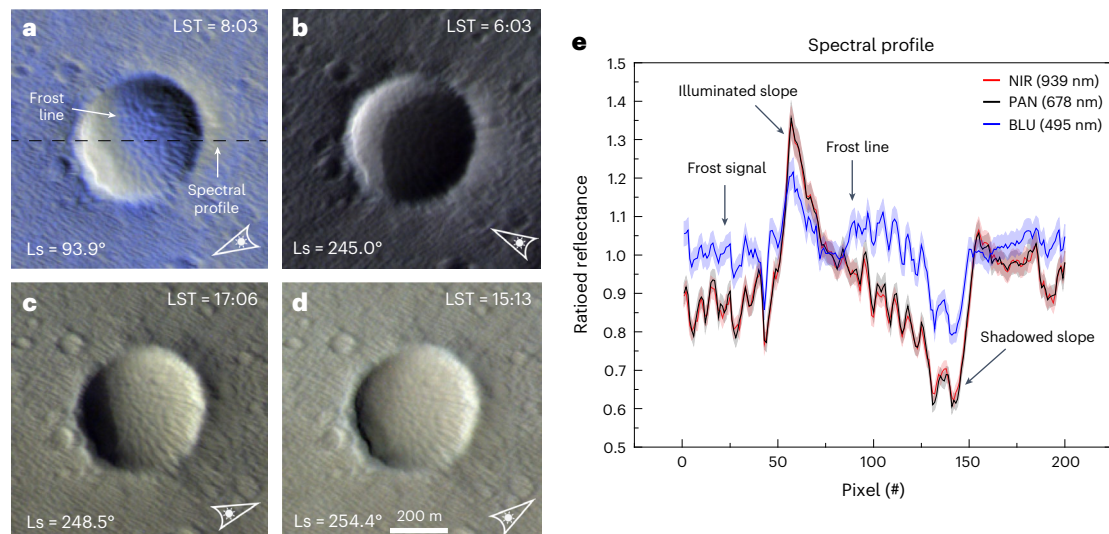 a
LST = 8:03
Frost
line
Spectral
profile
Ls = 93.9°
b
LST = 6:03
Ls = 245.0°
c
LST = 17:06
Ls = 248.5°
d
LST = 15:13
Ls = 254.4°
200 m
e
Spectral profile
Ratioed reflectance
1.5
1.4
1.3
1.2
1.1
1.0
0.9
0.8
0.7
0.6
0.5
NIR (939 nm)
PAN (678 nm)
BLU (495 nm)
Illuminated slope
Frost line
Frost signal
Shadowed slope
0 50 100 150 200
Pixel (#)